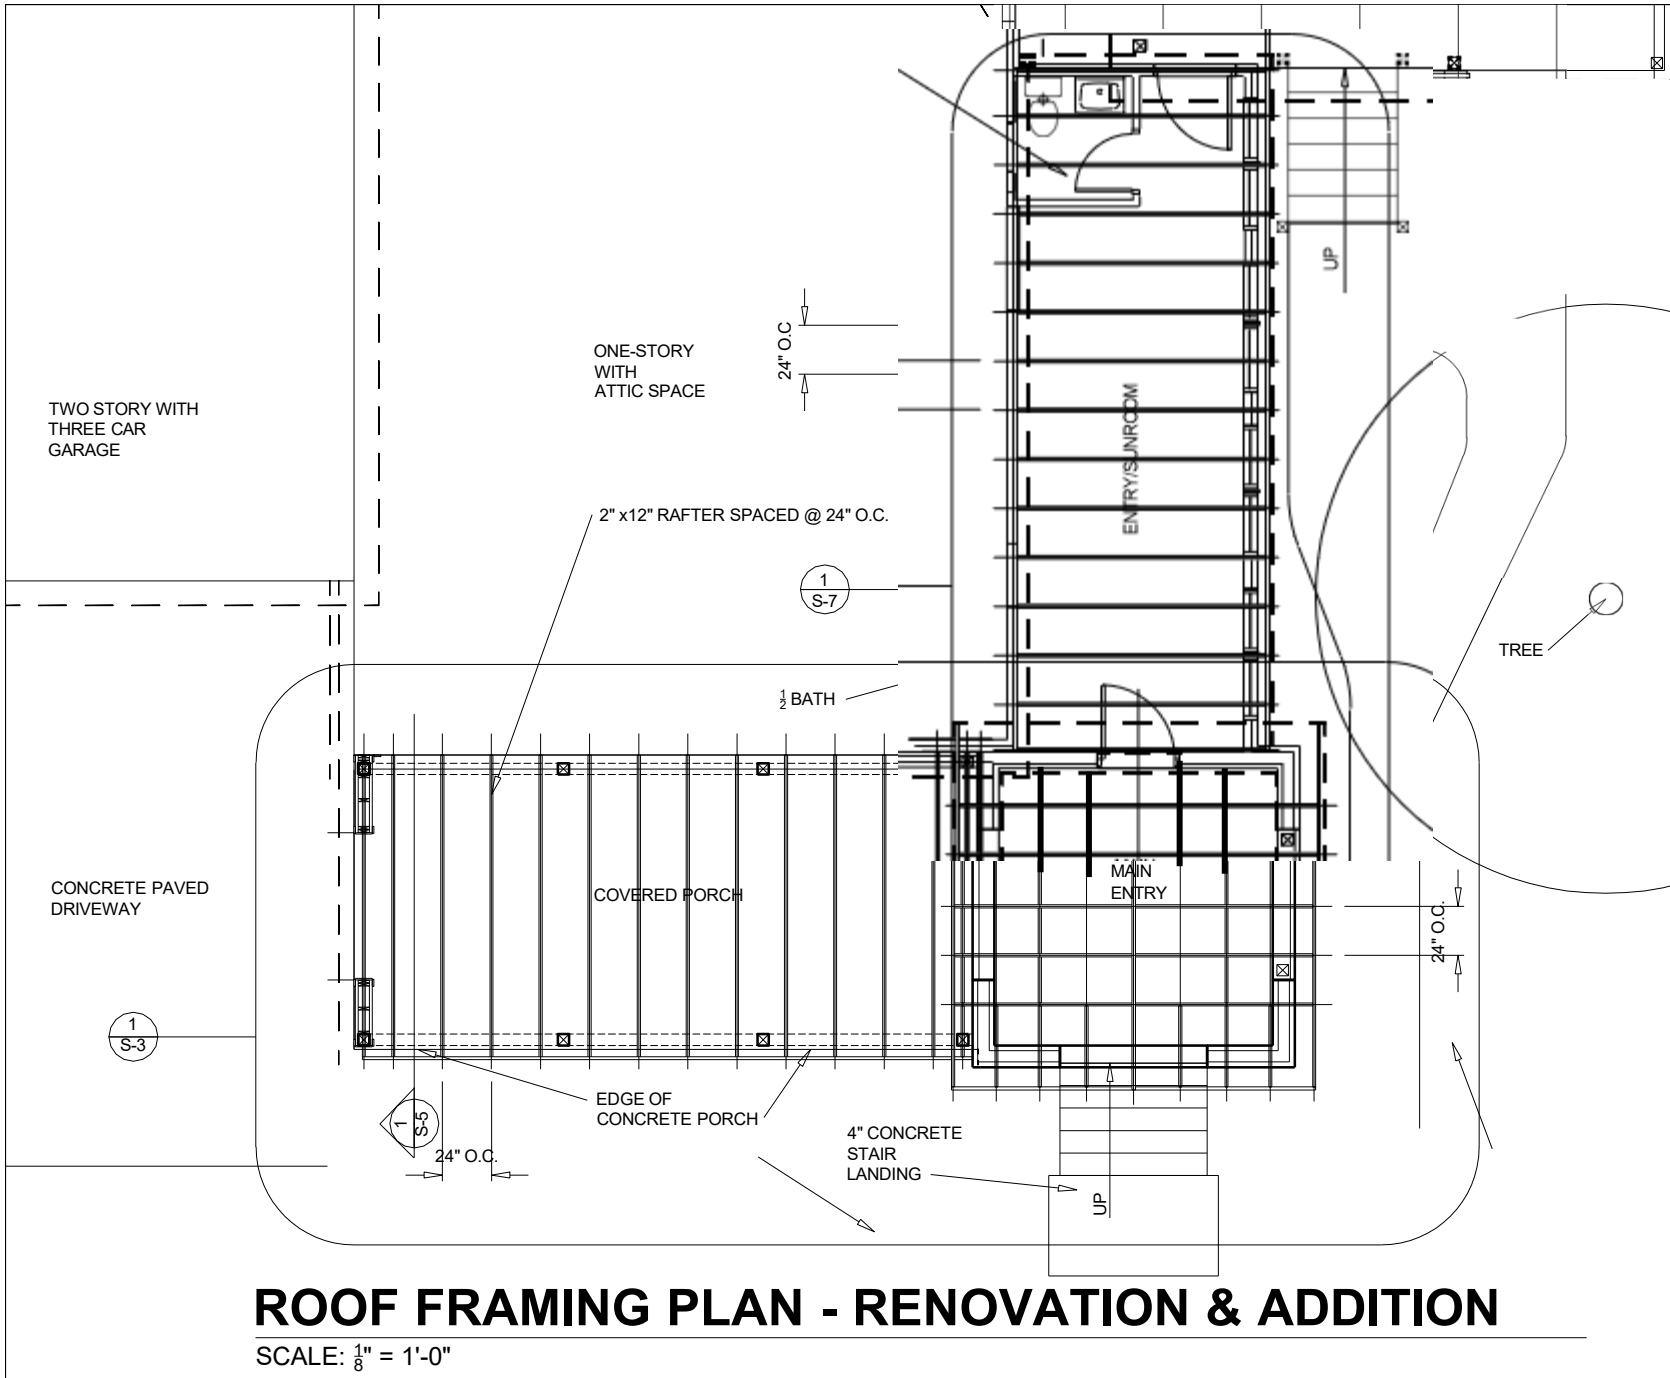 UP
24" O.C
ONE-STORY
WITH
ATTIC SPACE
TWO STORY WITH
THREE CAR
GARAGE
ENTRY/SUNROOM
2" x12" RAFTER SPACED @ 24" O.C.
1
S-7
TREE
½ BATH
MAIN
ENTRY
CONCRETE PAVED
DRIVEWAY
COVERED PORCH
24" O.C.
1
S-3
EDGE OF
CONCRETE PORCH
1
S-5
24" O.C.
4" CONCRETE
STAIR
LANDING
UP
ROOF FRAMING PLAN - RENOVATION & ADDITION
SCALE: ⅛" = 1'-0"